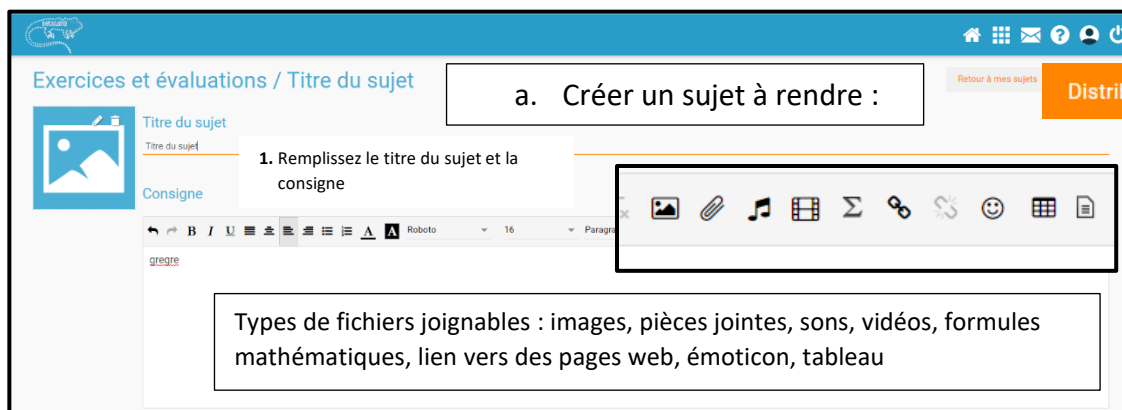 Exercices et évaluations / Titre du sujet
a. Créer un sujet à rendre :
Retour à mes sujets
Distri
Titre du sujet
Titre du sujet
1. Remplissez le titre du sujet et la
consigne
Consigne
B I U A A Roboto 16 Paragra
gregre
Types de fichiers joignables : images, pièces jointes, sons, vidéos, formules
mathématiques, lien vers des pages web, émoticon, tableau